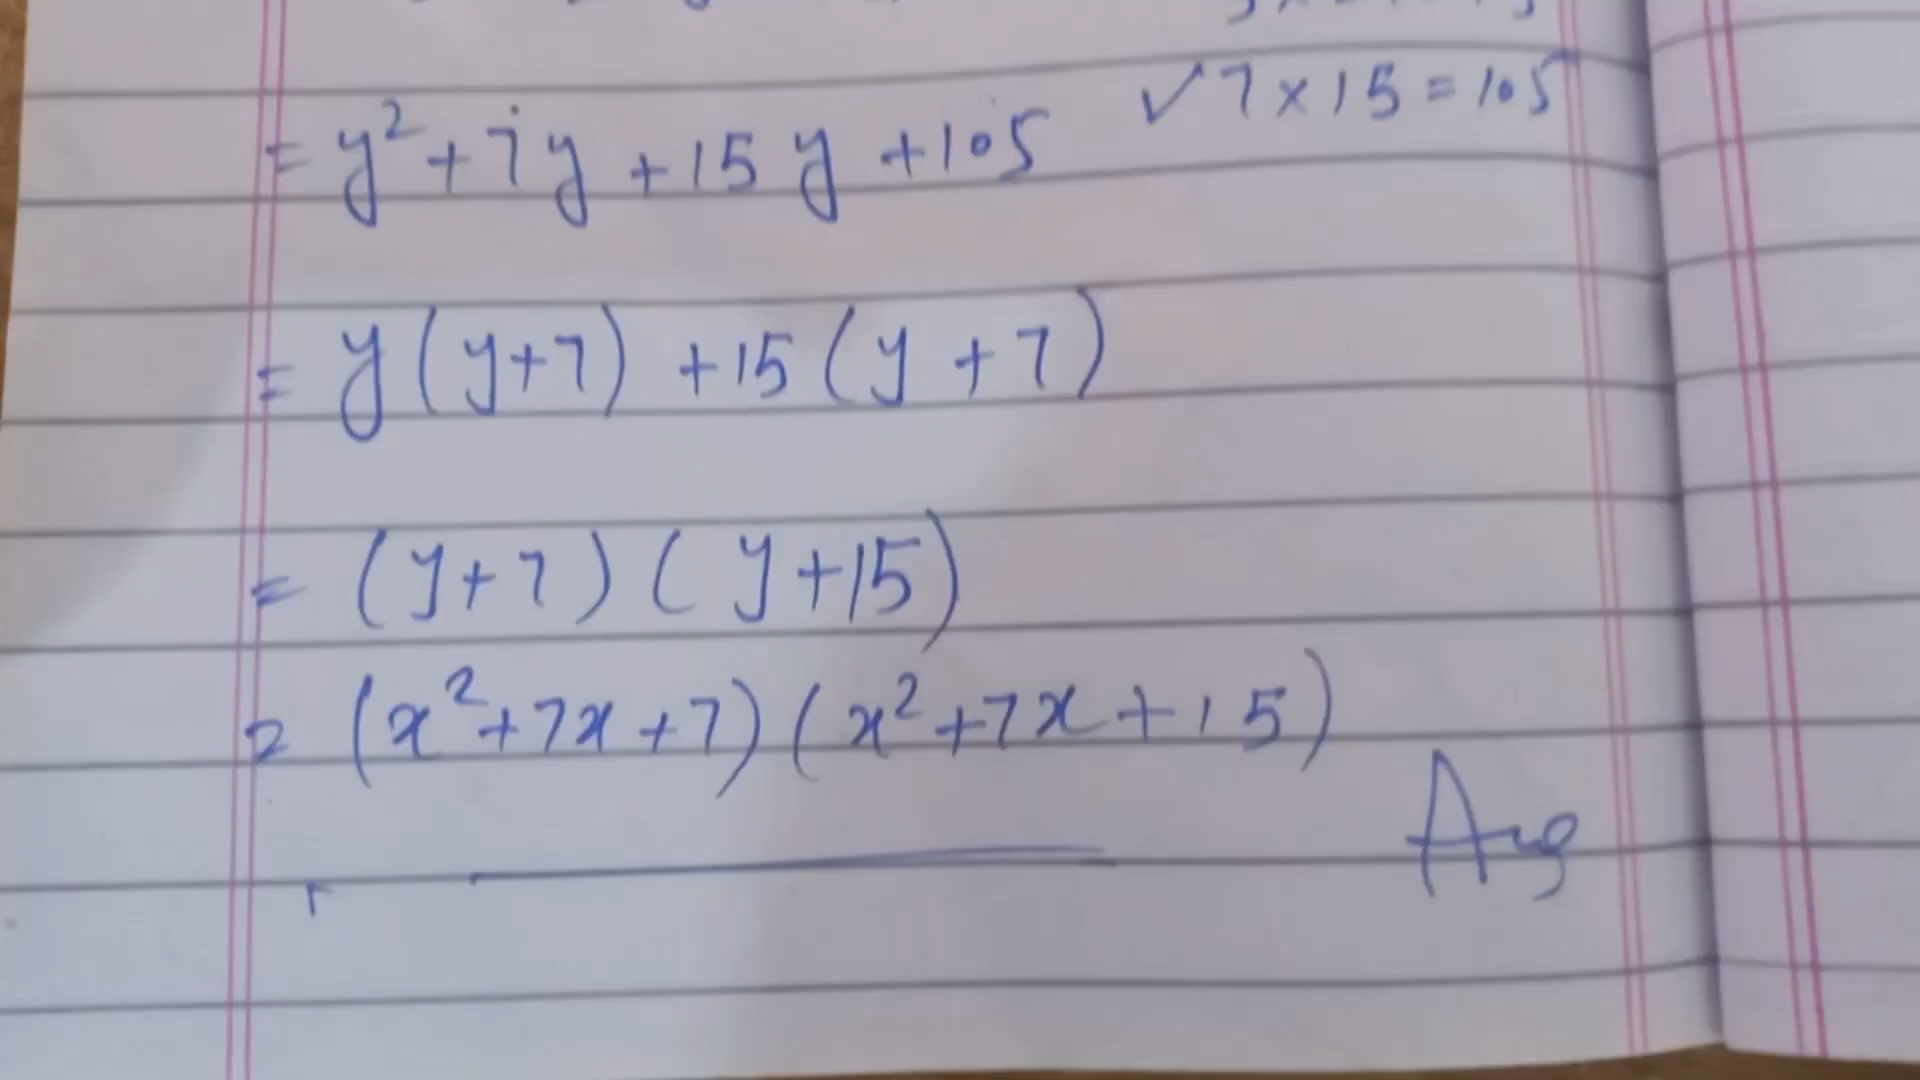 ✓ 7 × 15 = 105
= y² + 7y + 15y + 105
= y(y+7) + 15(y+7)
= (y+7)(y+15)
= (x²+7x+7)(x²+7x+15)
Ans